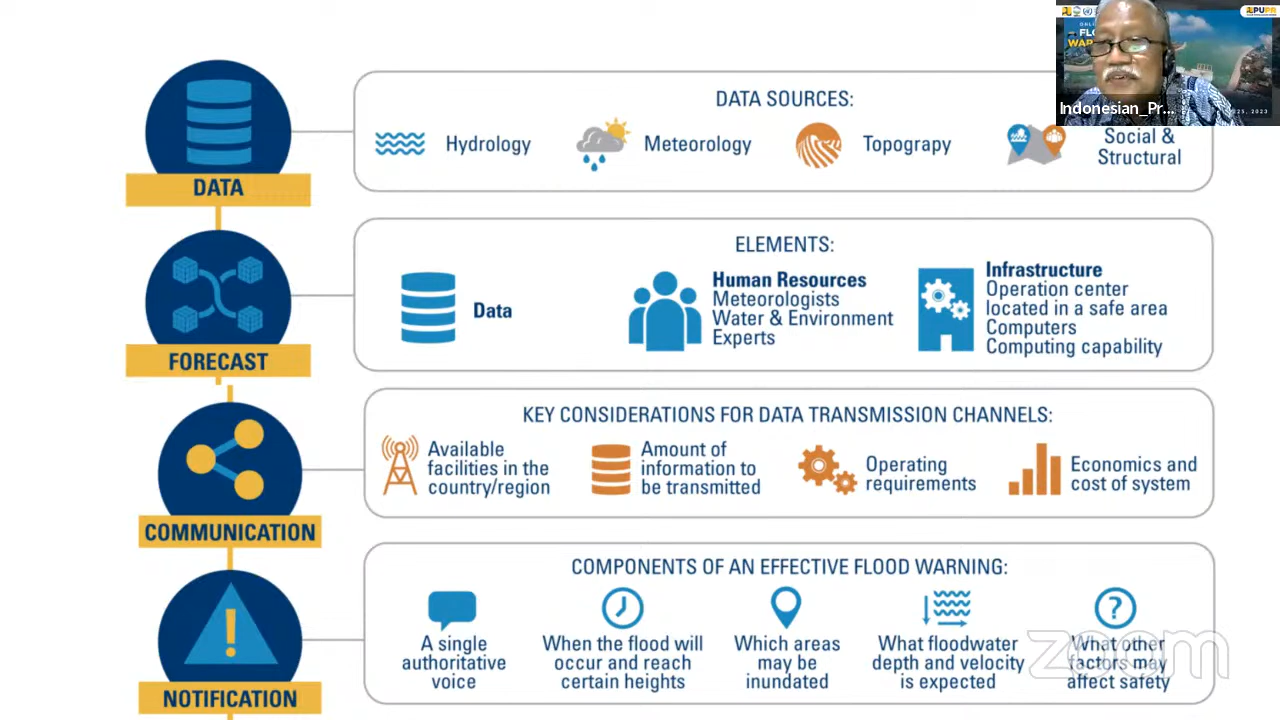 DATA SOURCES:
Hydrology
Meteorology
Topograpy
Social &
Structural
DATA
ELEMENTS:
Data
Human Resources
Meteorologists
Water & Environment
Experts
Infrastructure
Operation center
located in a safe area
Computers
Computing capability
FORECAST
KEY CONSIDERATIONS FOR DATA TRANSMISSION CHANNELS:
Available
facilities in the
country/region
Amount of
information to
be transmitted
Operating
requirements
Economics and
cost of system
COMMUNICATION
COMPONENTS OF AN EFFECTIVE FLOOD WARNING:
A single
authoritative
voice
When the flood will
occur and reach
certain heights
Which areas
may be
inundated
What floodwater
depth and velocity
is expected
What other
factors may
affect safety
NOTIFICATION
zoom
PUPR
Indonesian_Pr...
25, 2023